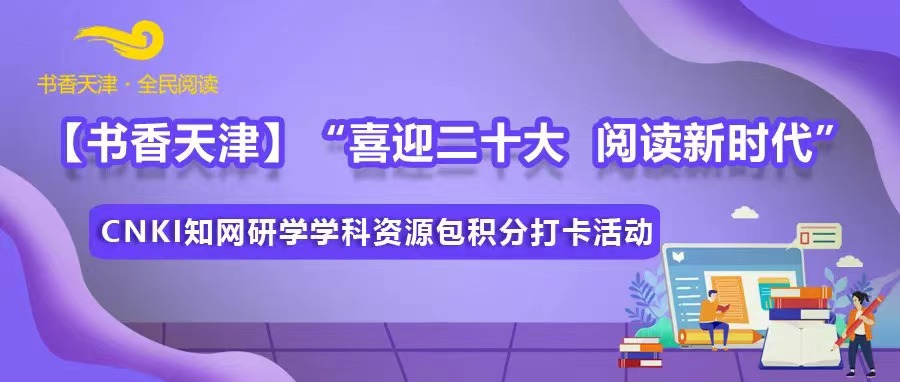 书香天津·全民阅读
【书香天津】“喜迎二十大 阅读新时代”
CNKI知网研学学科资源包积分打卡活动